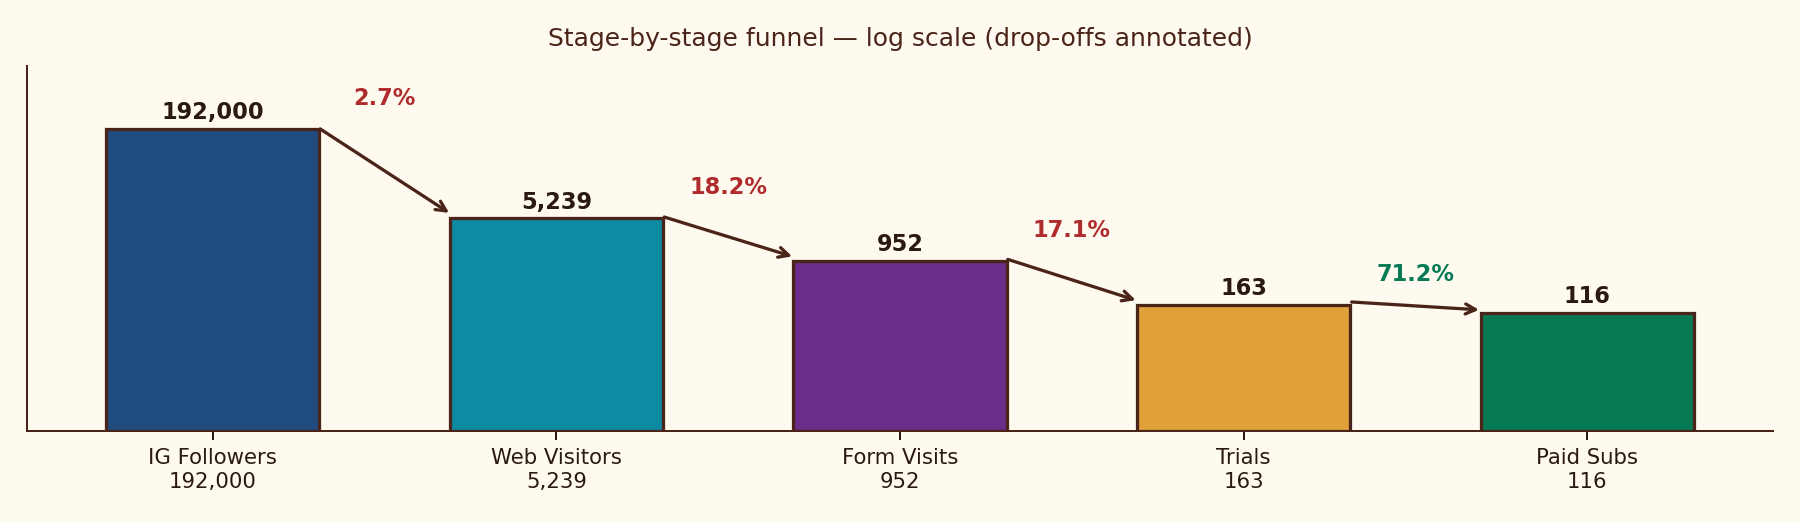 Stage-by-stage funnel — log scale (drop-offs annotated)
2.7%
192,000
18.2%
5,239
17.1%
952
71.2%
163
116
IG Followers
192,000
Web Visitors
5,239
Form Visits
952
Trials
163
Paid Subs
116